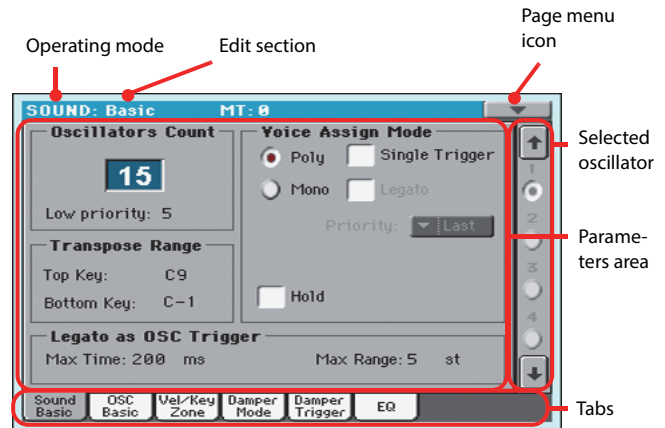 Page menu
icon
Operating mode
Edit section
SOUND: Basic MT: 0
Oscillators Count
15
Low priority: 5
Transpose Range
Top Key: C9
Bottom Key: C-1
Voice Assign Mode
Poly Single Trigger
Mono Legato
Priority: Last
Hold
Legato as OSC Trigger
Max Time: 200 ms Max Range: 5 st
1
2
3
4
Selected
oscillator
Parame-
ters area
Sound Basic OSC Basic Vel/Key Zone Damper Mode Damper Trigger EQ
Tabs